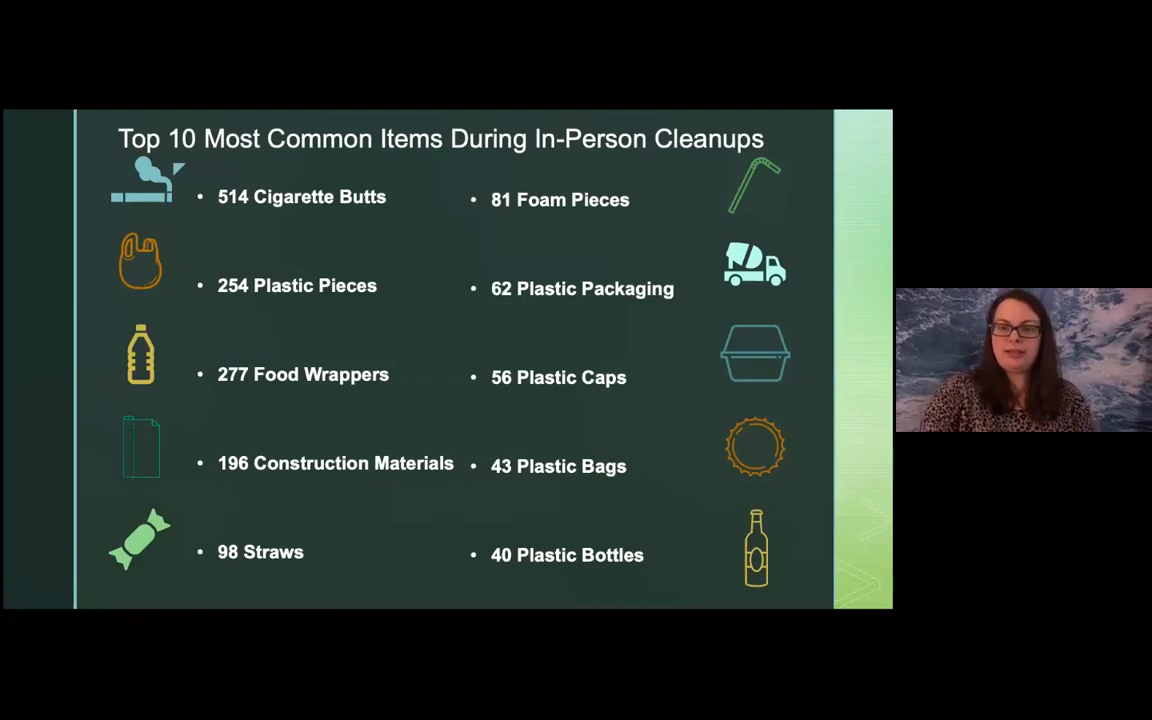 Top 10 Most Common Items During In-Person Cleanups
• 514 Cigarette Butts
• 254 Plastic Pieces
• 277 Food Wrappers
• 196 Construction Materials
• 98 Straws
• 81 Foam Pieces
• 62 Plastic Packaging
• 56 Plastic Caps
• 43 Plastic Bags
• 40 Plastic Bottles